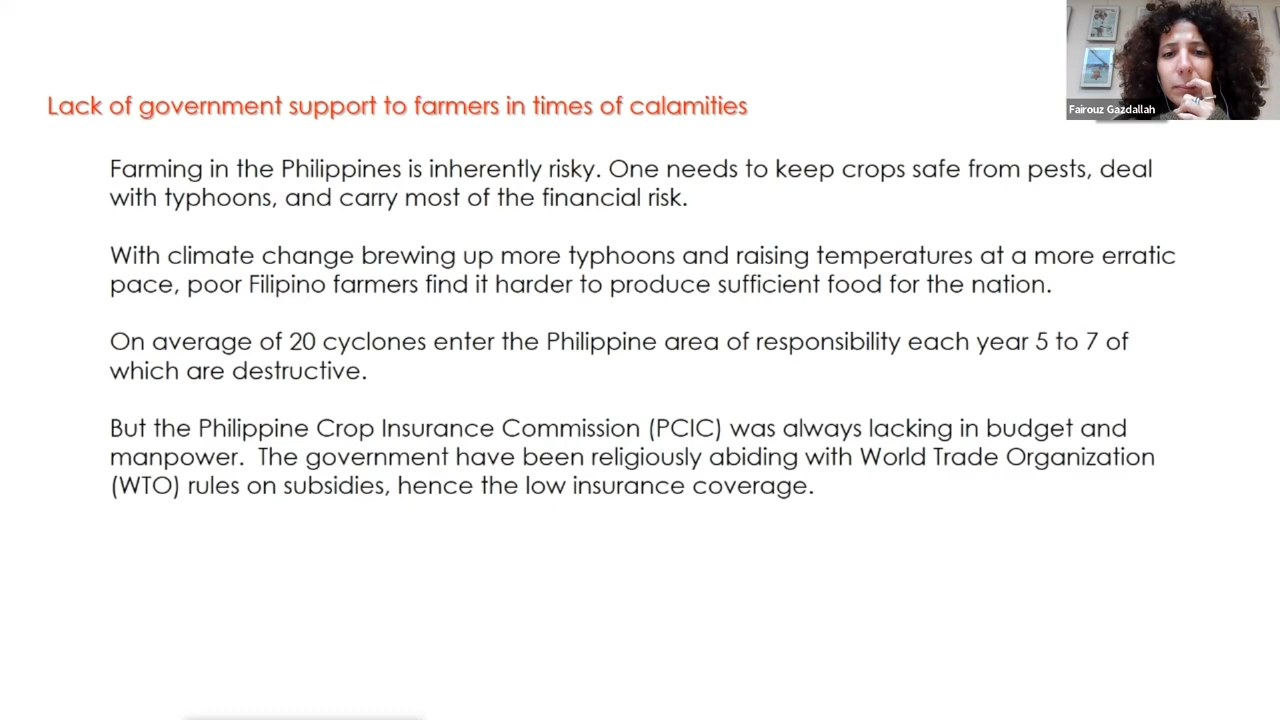 Fairouz Gazdallah
Lack of government support to farmers in times of calamities
Farming in the Philippines is inherently risky. One needs to keep crops safe from pests, deal
with typhoons, and carry most of the financial risk.
With climate change brewing up more typhoons and raising temperatures at a more erratic
pace, poor Filipino farmers find it harder to produce sufficient food for the nation.
On average of 20 cyclones enter the Philippine area of responsibility each year 5 to 7 of
which are destructive.
But the Philippine Crop Insurance Commission (PCIC) was always lacking in budget and
manpower.  The government have been religiously abiding with World Trade Organization
(WTO) rules on subsidies, hence the low insurance coverage.